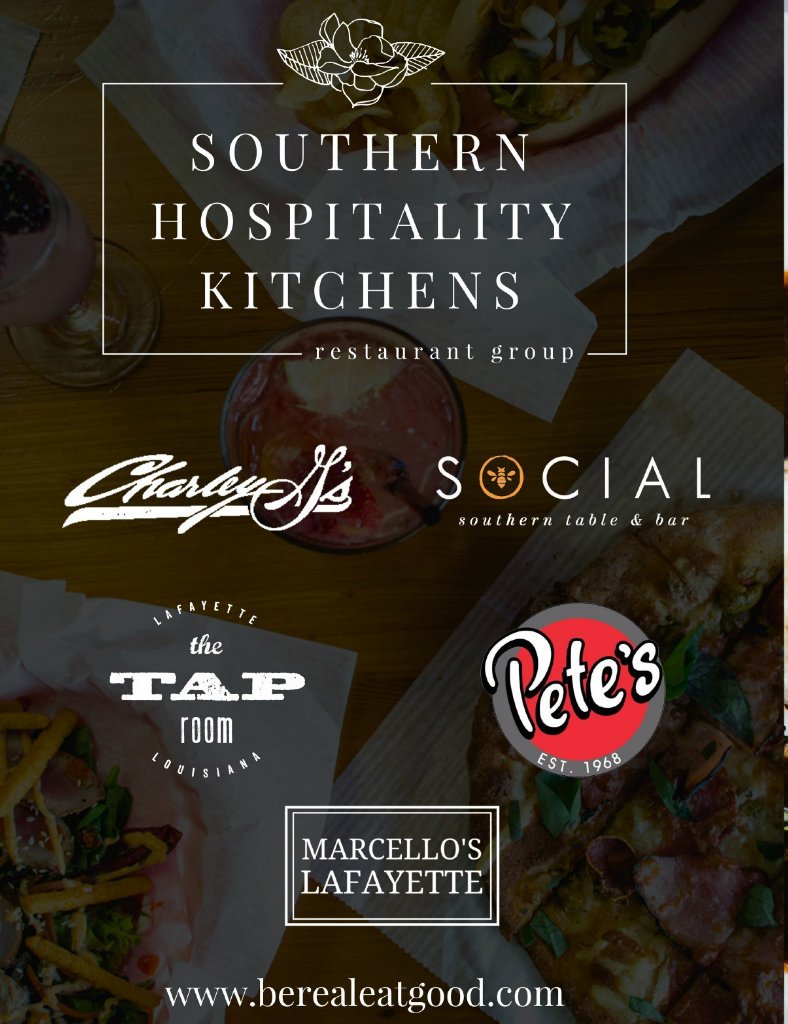 SOUTHERN
HOSPITALITY
KITCHENS
restaurant group
Charley G's
SOCIAL
southern table & bar
LAFAYETTE
the
TAP
room
LOUISIANA
Pete's
EST. 1968
MARCELLO'S
LAFAYETTE
www.berealeatgood.com